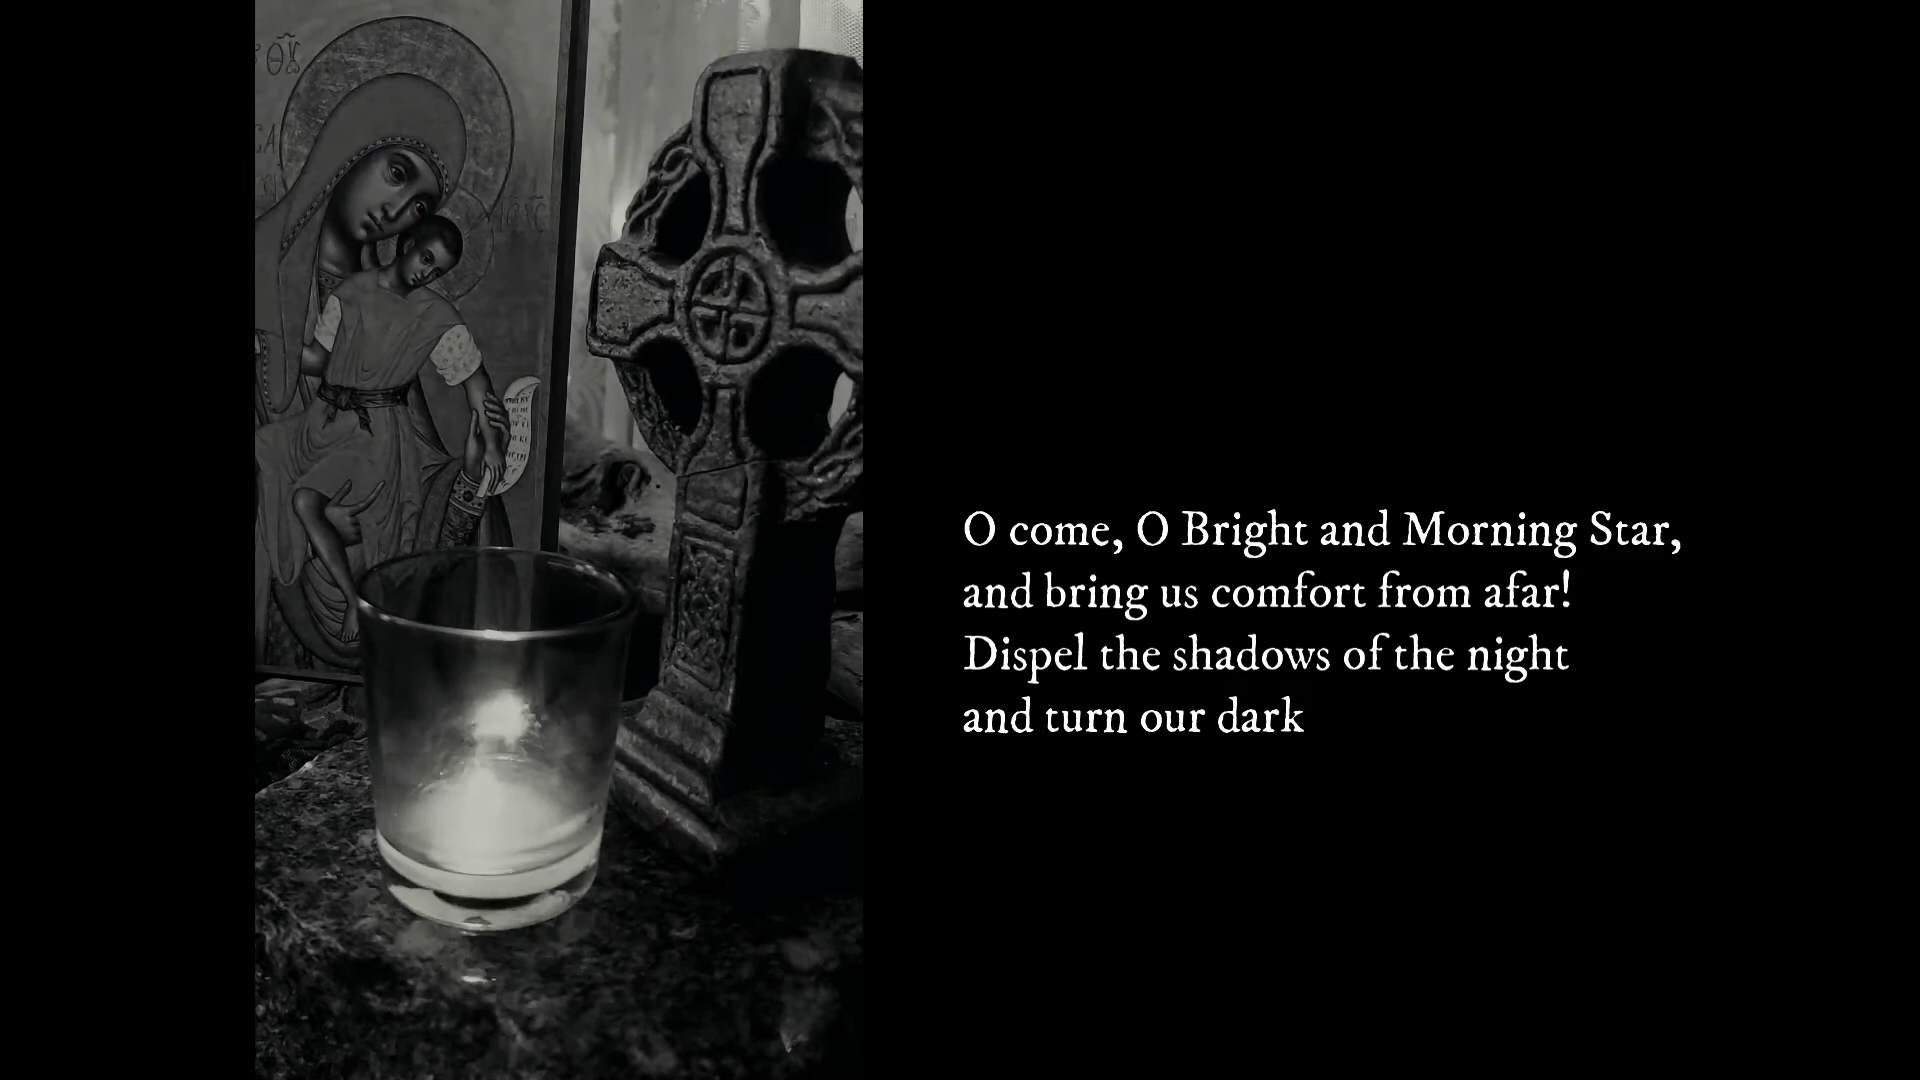 ΘΥ
O come, O Bright and Morning Star,
and bring us comfort from afar!
Dispel the shadows of the night
and turn our dark